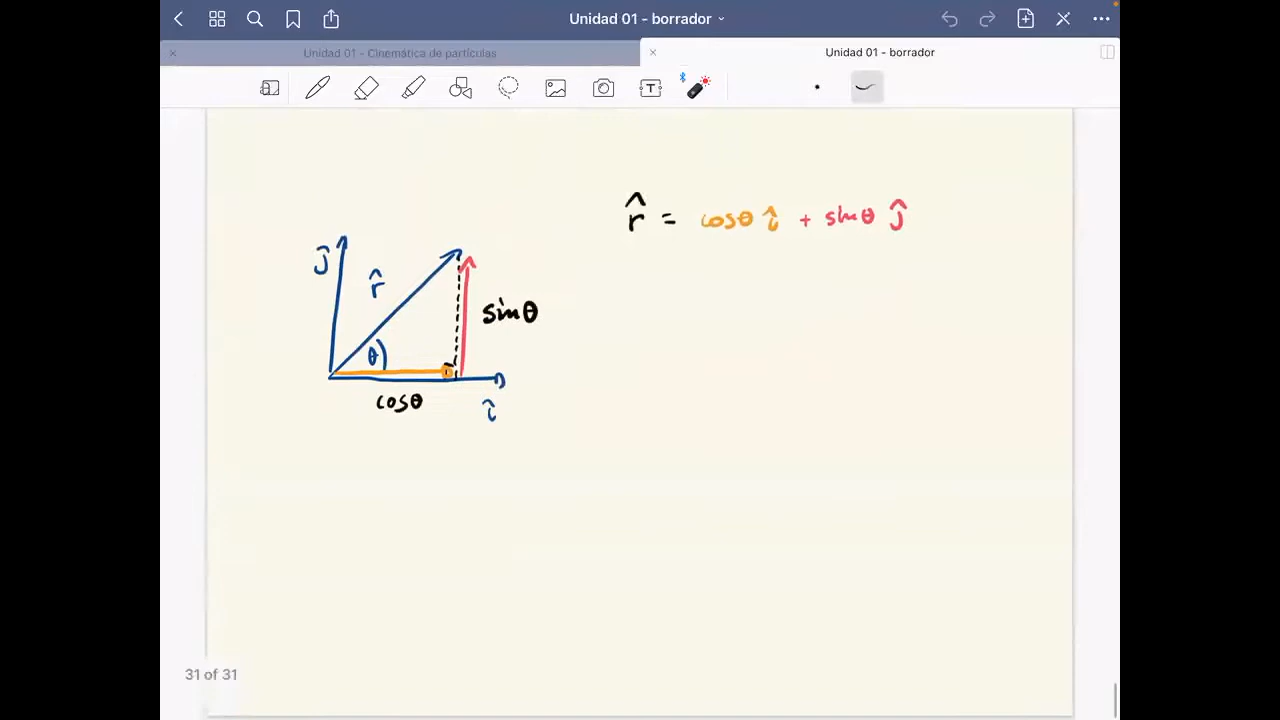 Unidad 01 - borrador
Unidad 01 - Cinemática de partículas
Unidad 01 - borrador
T
r̂ = cosθ î + sinθ ĵ
ĵ
r̂
sinθ
θ
cosθ
î
31 of 31